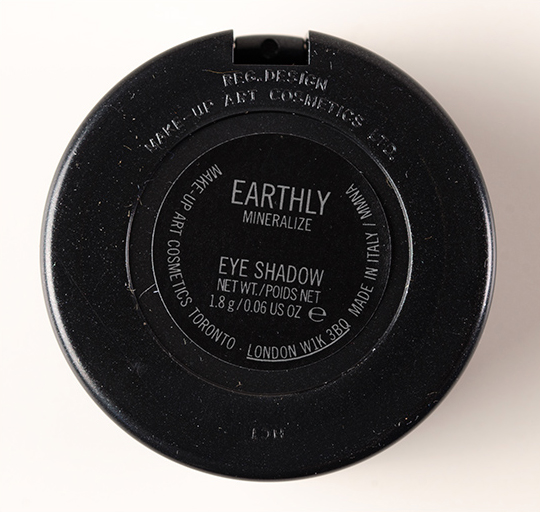 REG. DESIGN
MAKE-UP ART COSMETICS LTD.
EARTHLY
MINERALIZE
EYE SHADOW
NET WT./POIDS NET
1.8 g / 0.06 US OZ ℮
MAKE-UP ART COSMETICS TORONTO · LONDON W1K 3BQ MADE IN ITALY / MMNA